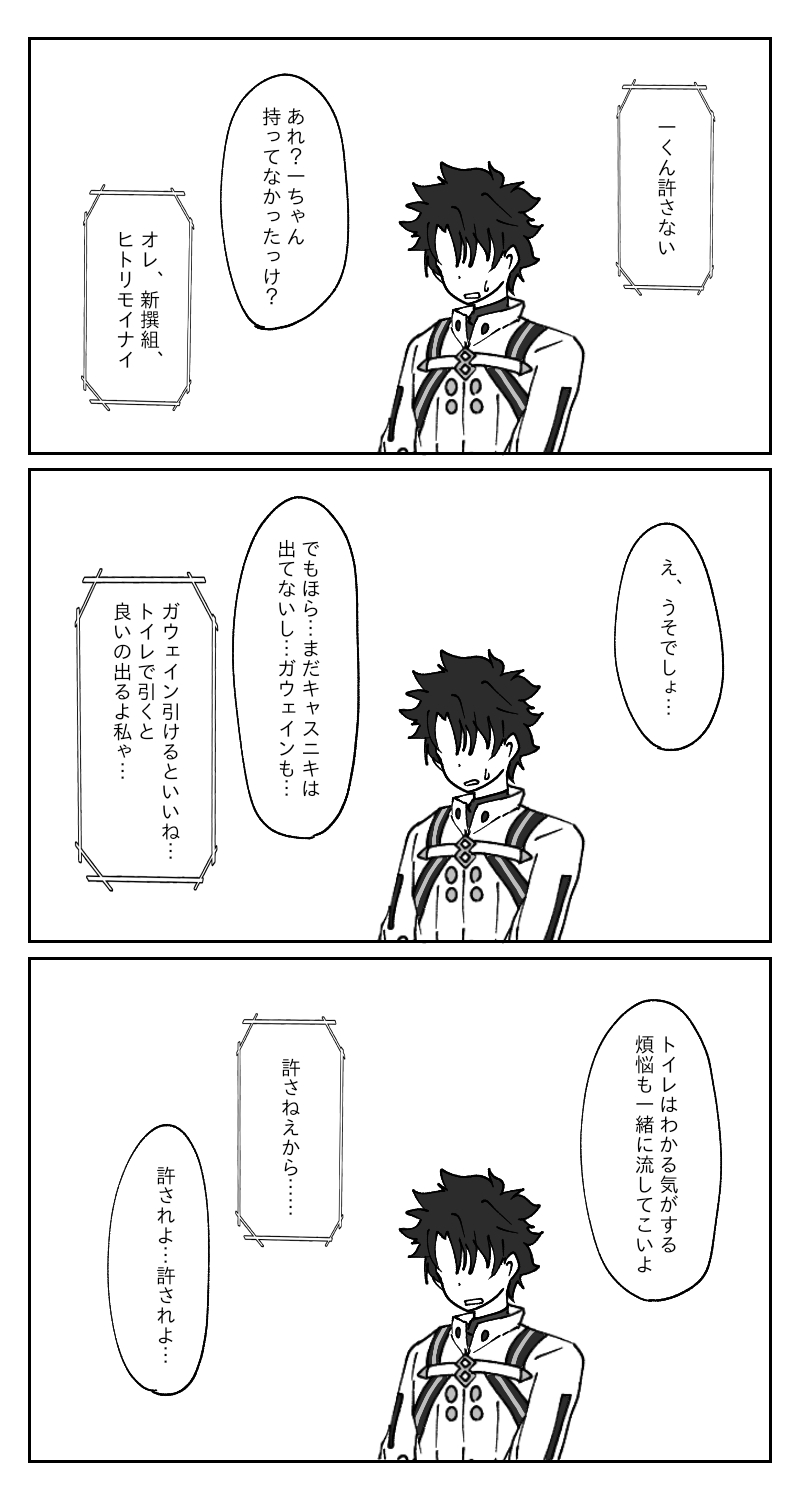 一くん許さない
あれ？一ちゃん
持ってなかったっけ？
オレ、新撰組、
ヒトリモイナイ
え、うそでしょ…
でもほら…まだキャスニキは
出てないし…ガウェインも…
ガウェイン引けるといいね…
トイレで引くと
良いの出るよ私ゃ…
トイレはわかる気がする
煩悩も一緒に流してこいよ
許さねえから……
許されよ…許されよ…